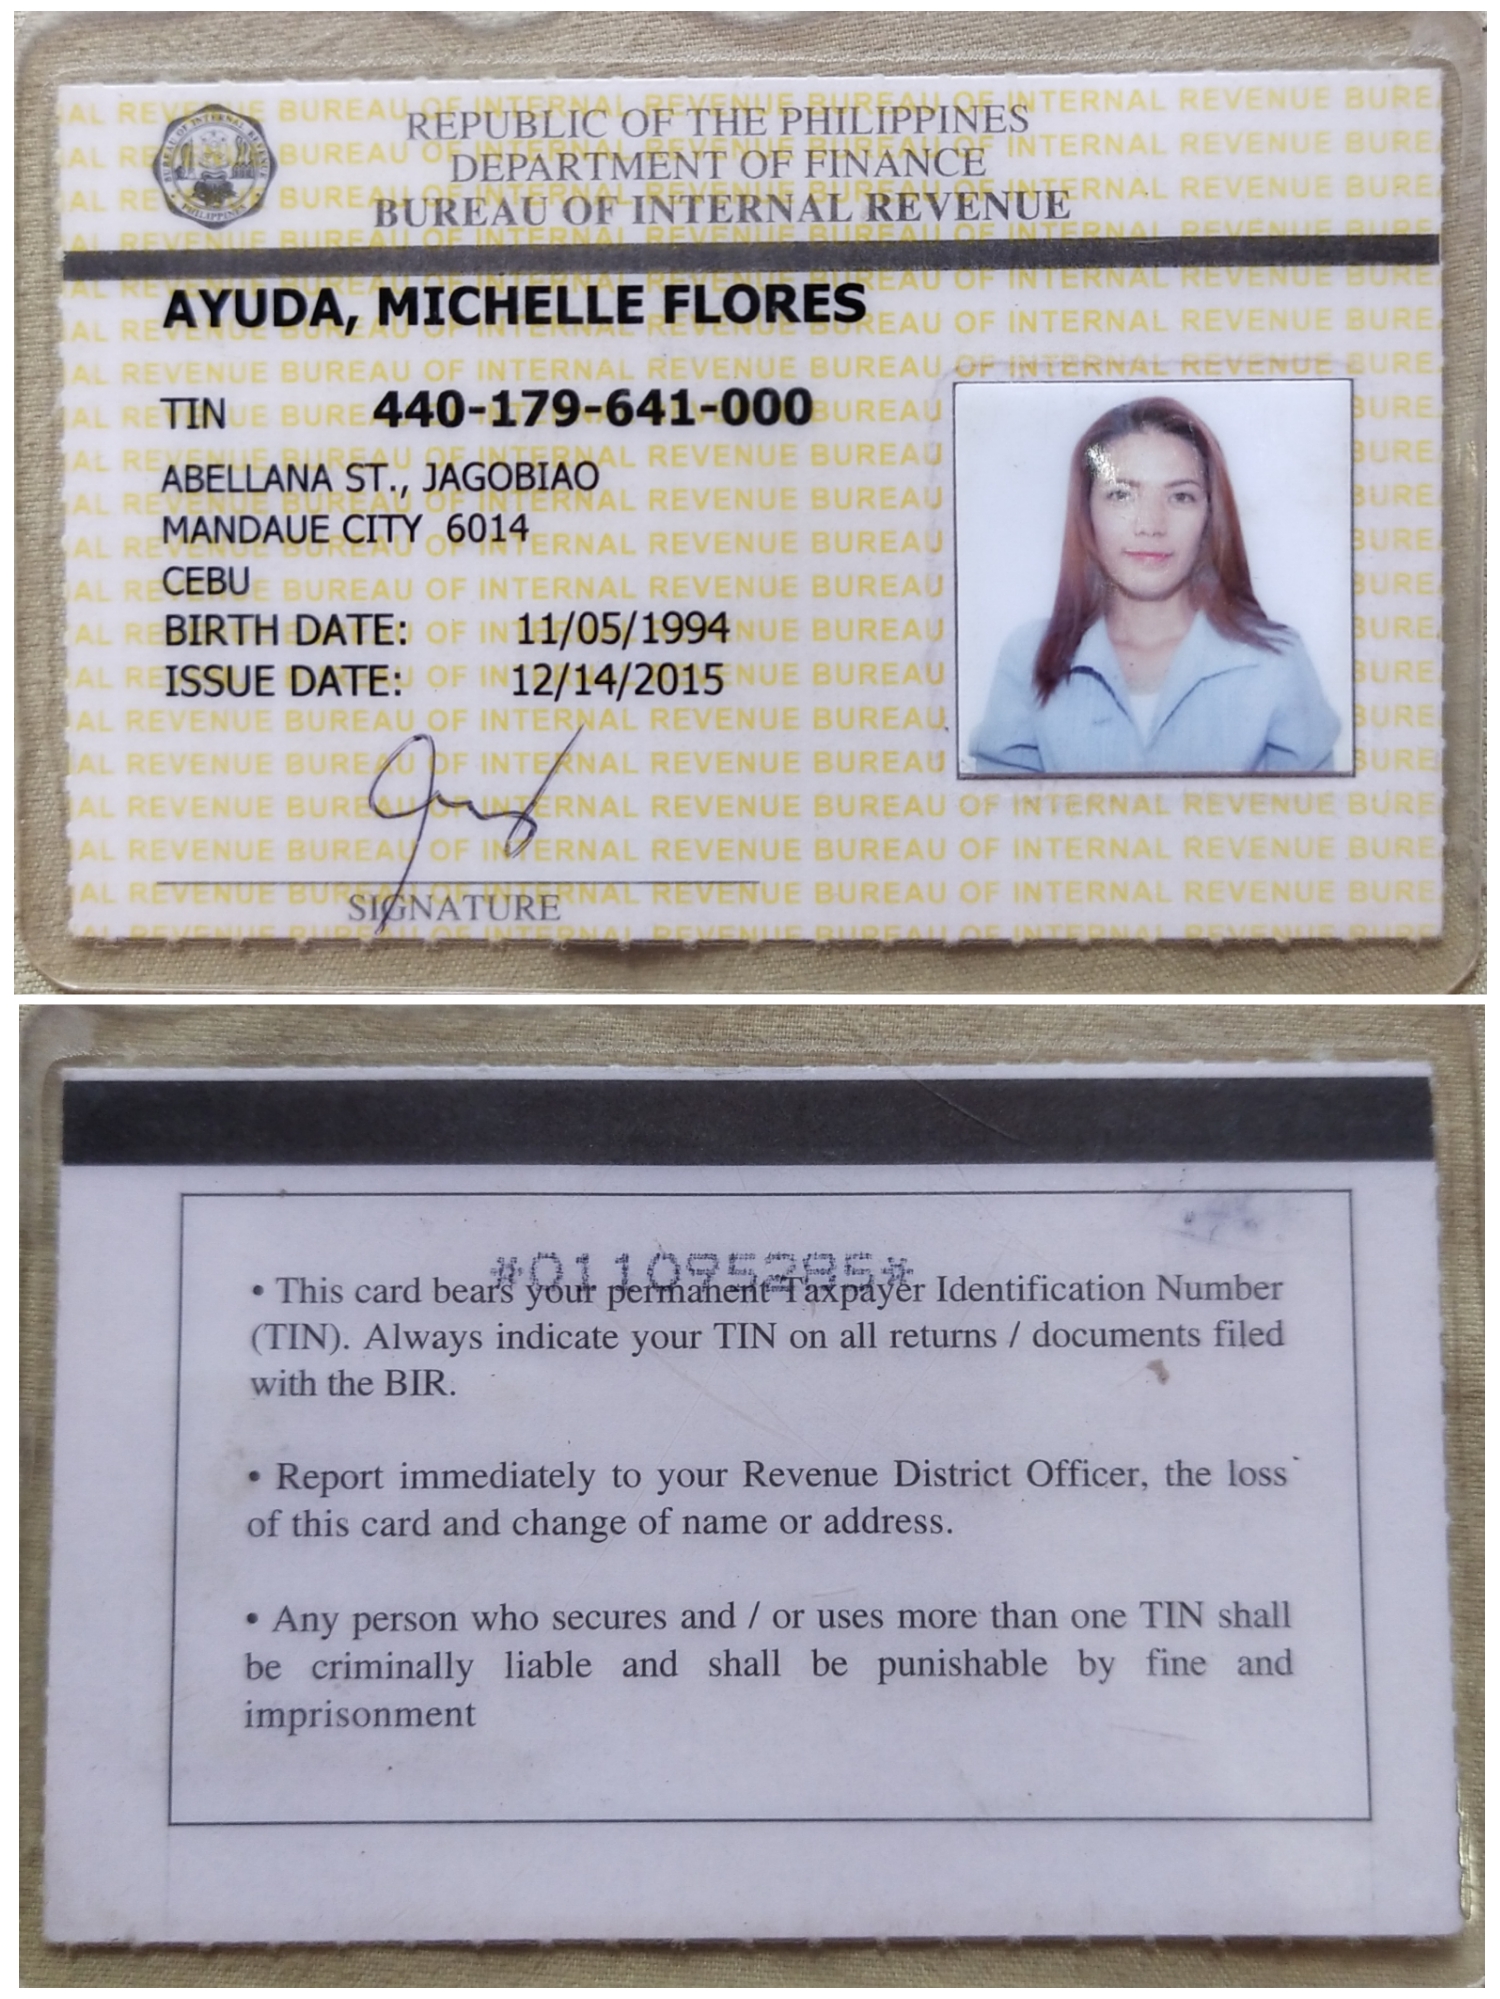 REPUBLIC OF THE PHILIPPINES
DEPARTMENT OF FINANCE
BUREAU OF INTERNAL REVENUE
AYUDA, MICHELLE FLORES
TIN 440-179-641-000
ABELLANA ST., JAGOBIAO
MANDAUE CITY 6014
CEBU
BIRTH DATE: 11/05/1994
ISSUE DATE: 12/14/2015
SIGNATURE
• This card bears your permanent Taxpayer Identification Number
(TIN). Always indicate your TIN on all returns / documents filed
with the BIR.
• Report immediately to your Revenue District Officer, the loss
of this card and change of name or address.
• Any person who secures and / or uses more than one TIN shall
be criminally liable and shall be punishable by fine and
imprisonment